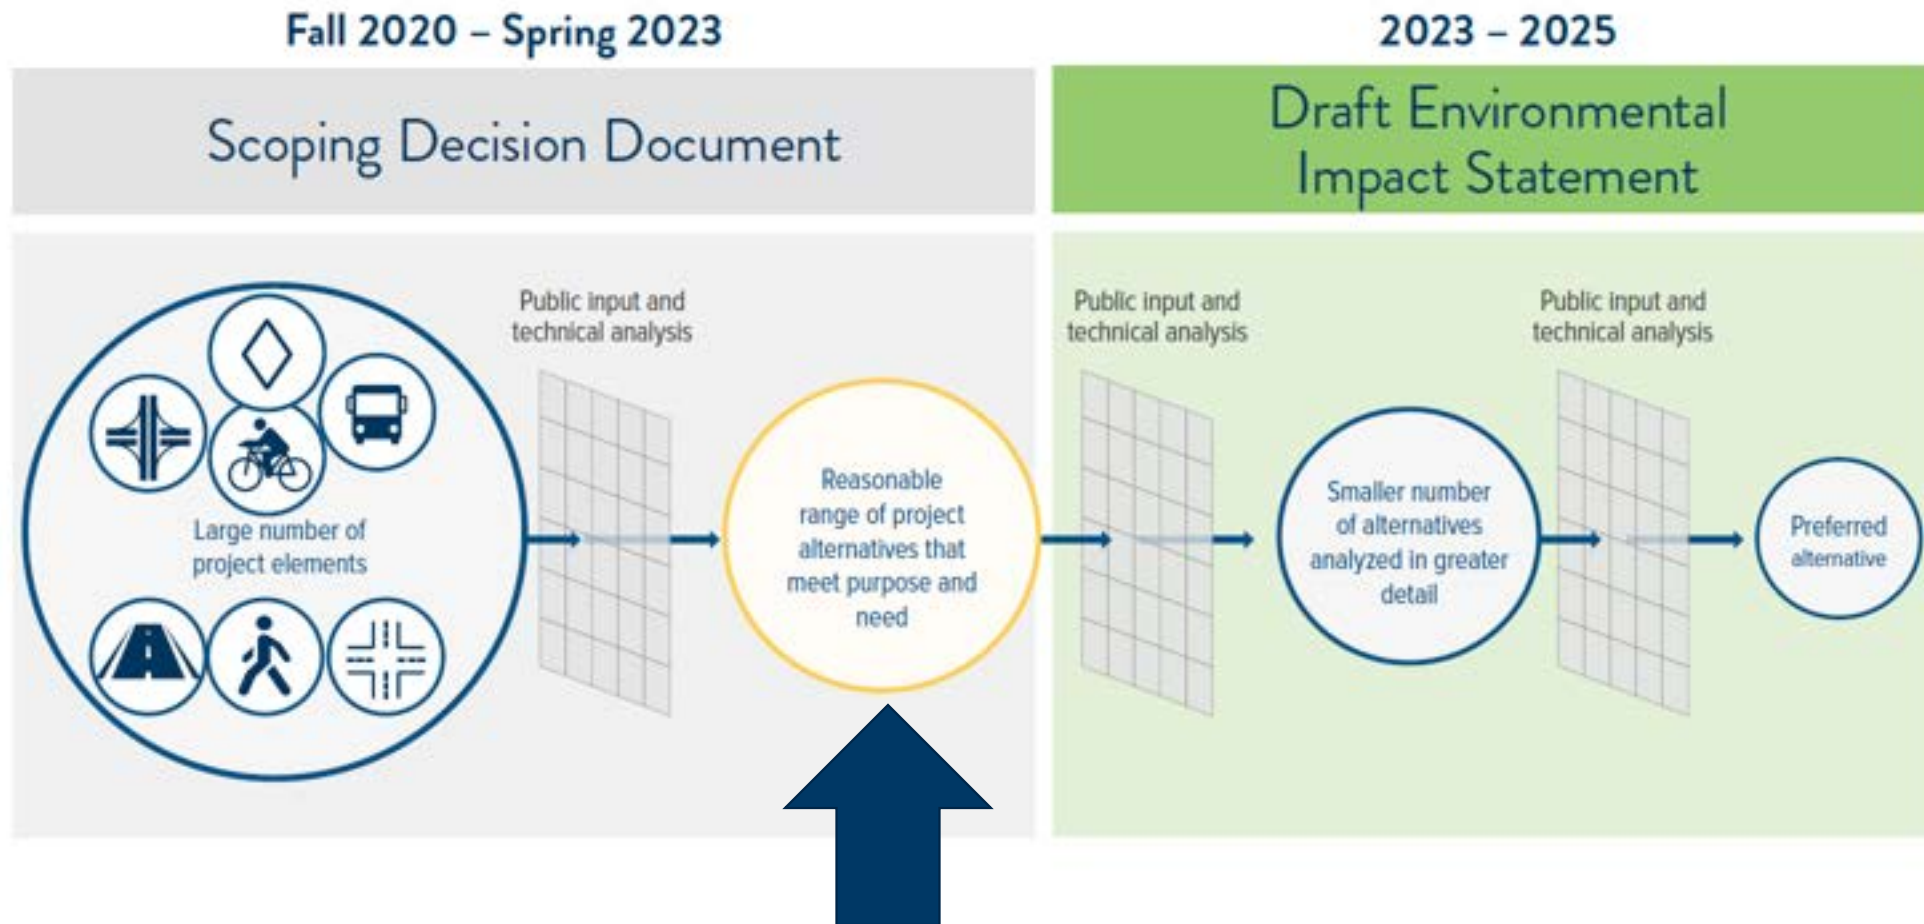 Fall 2020 – Spring 2023
Scoping Decision Document
Large number of
project elements
Public input and
technical analysis
Reasonable
range of project
alternatives that
meet purpose and
need
2023 – 2025
Draft Environmental
Impact Statement
Public input and
technical analysis
Smaller number
of alternatives
analyzed in greater
detail
Public input and
technical analysis
Preferred
alternative